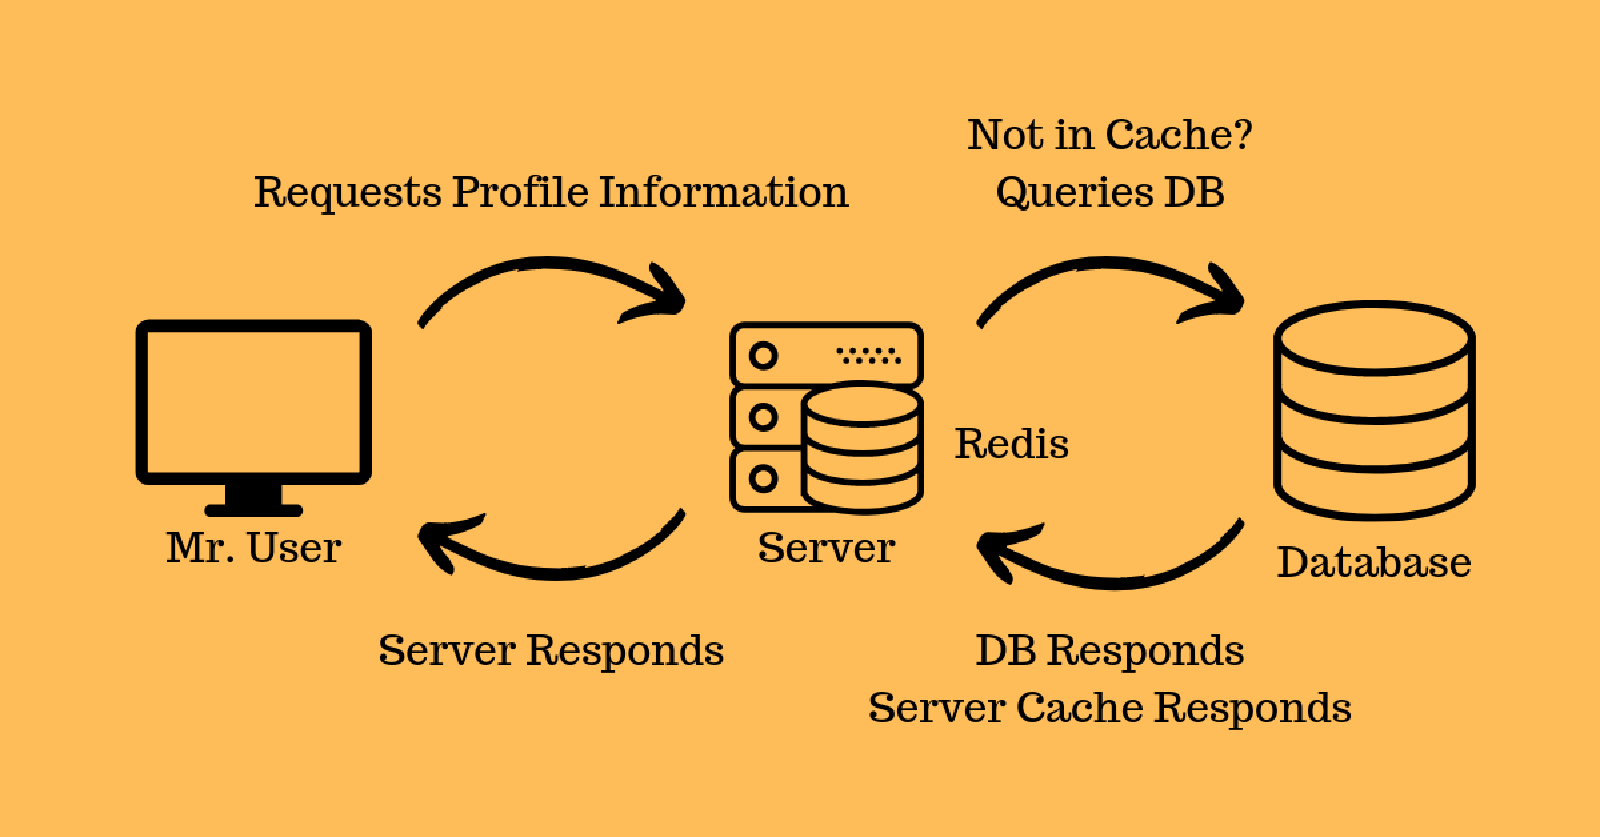 Not in Cache?
Requests Profile Information
Queries DB
Redis
Mr. User
Server
Database
Server Responds
DB Responds
Server Cache Responds